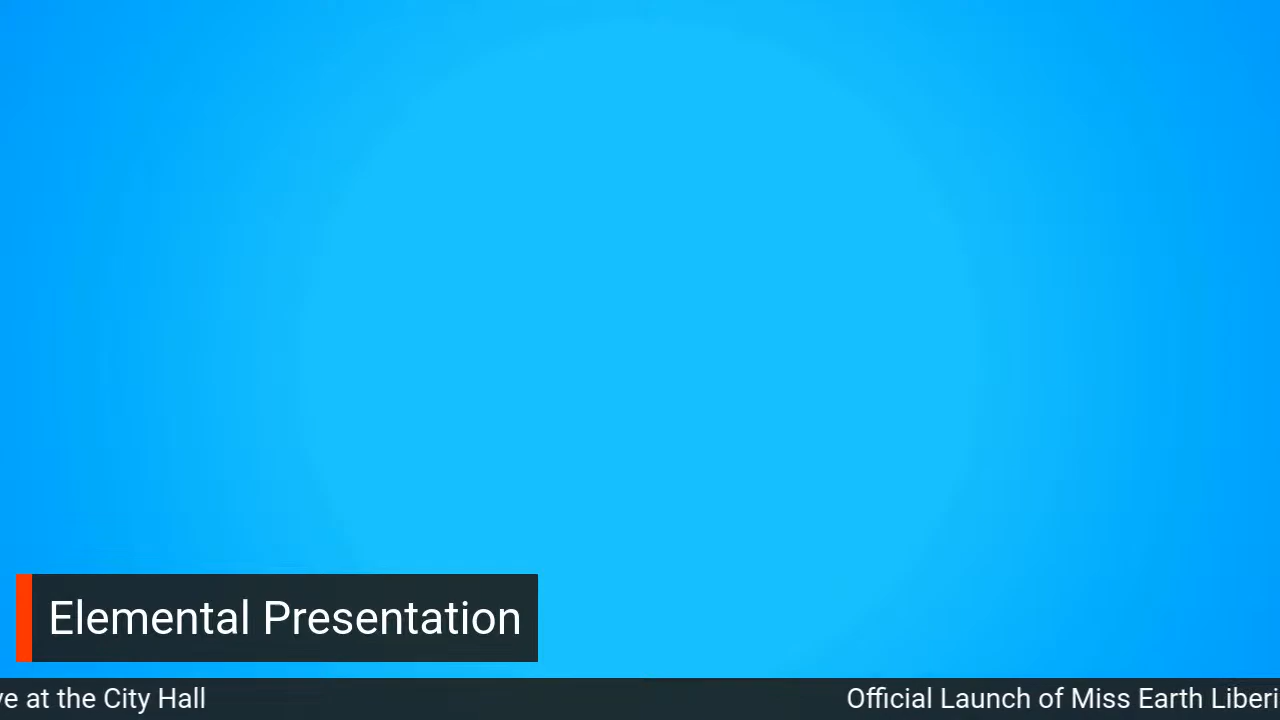 Elemental Presentation
at the City Hall
Official Launch of Miss Earth